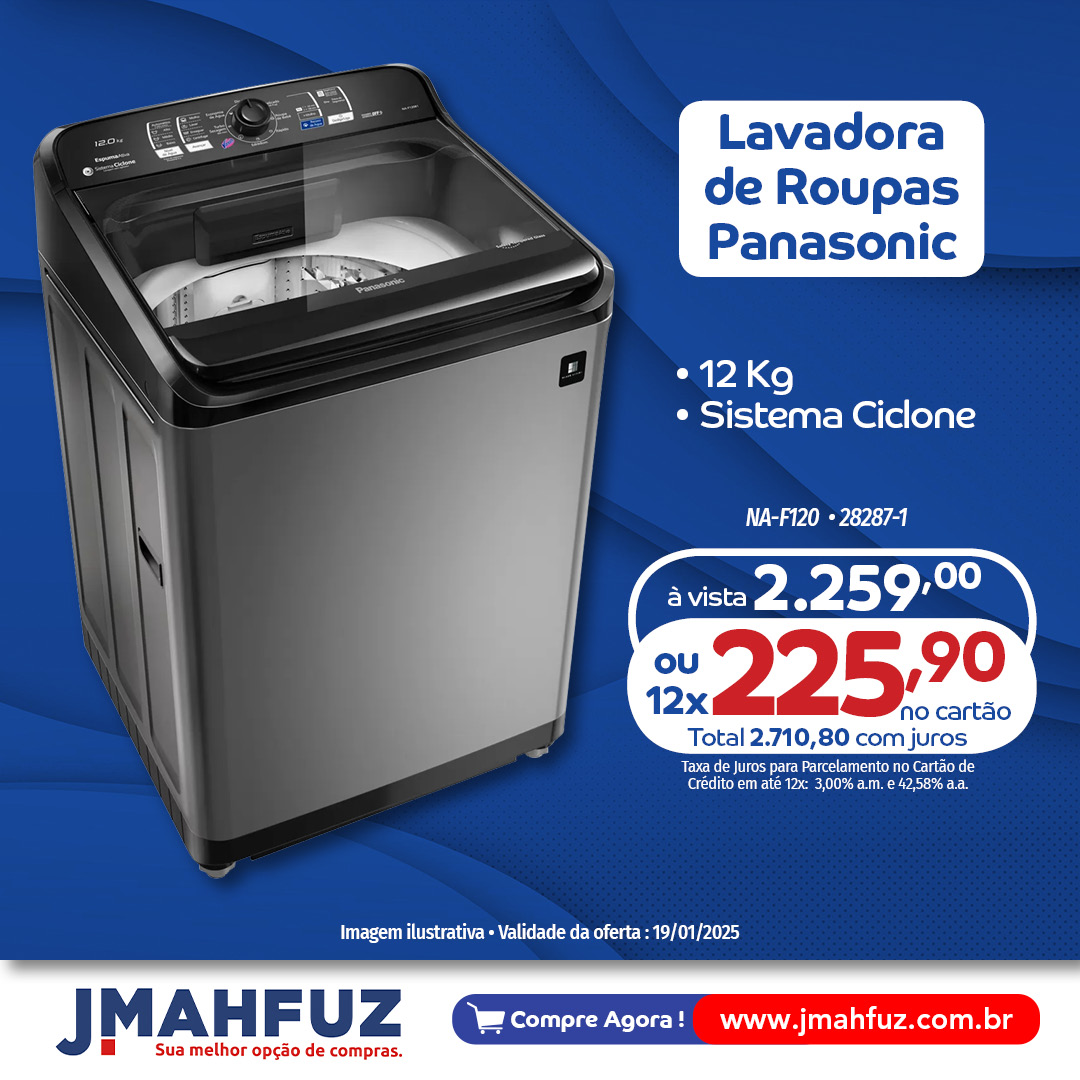 Lavadora
de Roupas
Panasonic
• 12 Kg
• Sistema Ciclone
NA-F120 • 28287-1
à vista 2.259,00
ou
12x 225,90
no cartão
Total 2.710,80 com juros
Taxa de Juros para Parcelamento no Cartão de
Crédito em até 12x: 3,00% a.m. e 42,58% a.a.
12.0 kg
EspumaAtiva
Sistema Ciclone
Panasonic
Imagem ilustrativa • Validade da oferta : 19/01/2025
JMAHFUZ
Sua melhor opção de compras.
Compre Agora !
www.jmahfuz.com.br